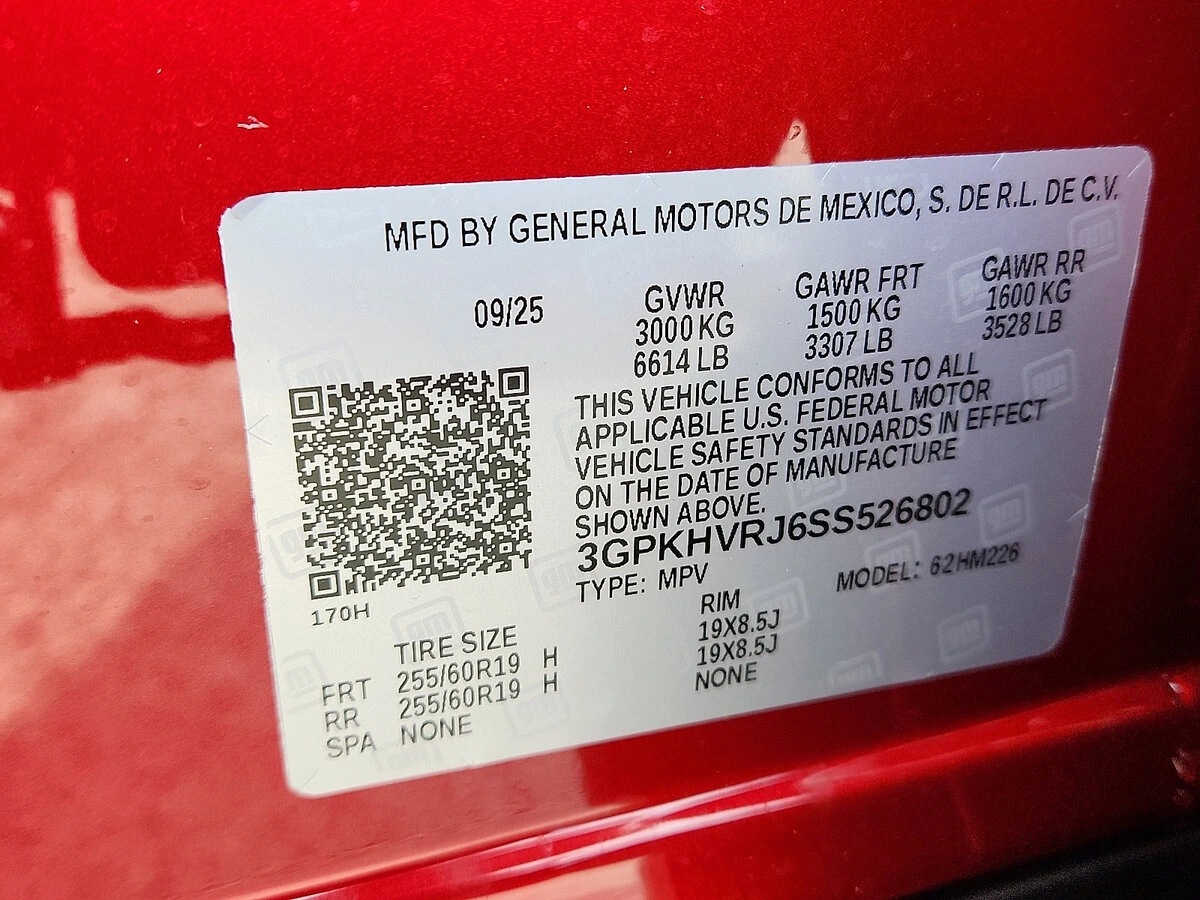 MFD BY GENERAL MOTORS DE MEXICO, S. DE R.L. DE C.V.
09/25 GVWR GAWR FRT GAWR RR
3000 KG 1500 KG 1600 KG
6614 LB 3307 LB 3528 LB
THIS VEHICLE CONFORMS TO ALL
APPLICABLE U.S. FEDERAL MOTOR
VEHICLE SAFETY STANDARDS IN EFFECT
ON THE DATE OF MANUFACTURE
SHOWN ABOVE.
3GPKHVRJ6SS526802
TYPE: MPV MODEL: 62HM226
170H
TIRE SIZE RIM
FRT 255/60R19 H 19X8.5J
RR 255/60R19 H 19X8.5J
SPA NONE NONE